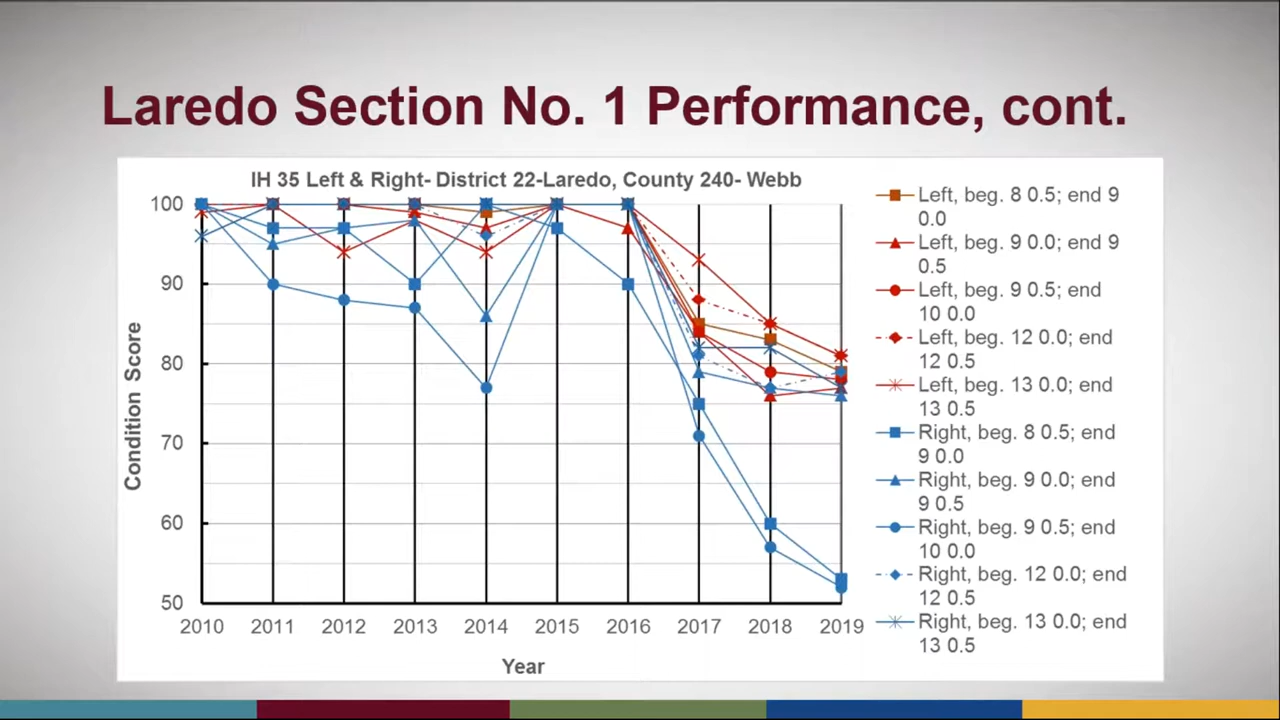 Laredo Section No. 1 Performance, cont.
IH 35 Left & Right- District 22-Laredo, County 240- Webb
100
90
80
70
60
50
Condition Score
2010 2011 2012 2013 2014 2015 2016 2017 2018 2019
Year
Left, beg. 8 0.5; end 9
0.0
Left, beg. 9 0.0; end 9
0.5
Left, beg. 9 0.5; end
10 0.0
Left, beg. 12 0.0; end
12 0.5
Left, beg. 13 0.0; end
13 0.5
Right, beg. 8 0.5; end
9 0.0
Right, beg. 9 0.0; end
9 0.5
Right, beg. 9 0.5; end
10 0.0
Right, beg. 12 0.0; end
12 0.5
Right, beg. 13 0.0; end
13 0.5